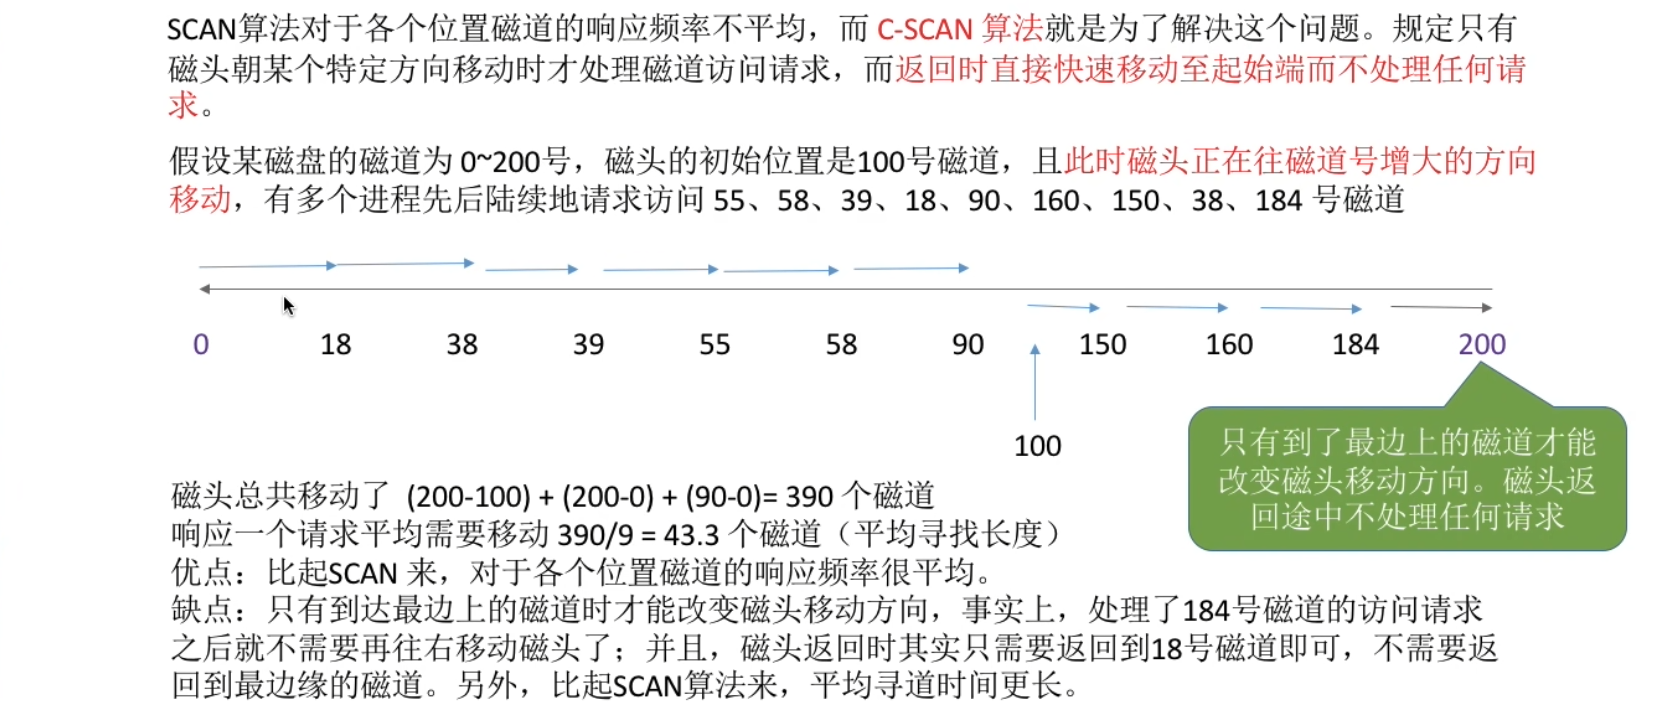 SCAN算法对于各个位置磁道的响应频率不平均，而 C-SCAN 算法就是为了解决这个问题。规定只有
磁头朝某个特定方向移动时才处理磁道访问请求，而返回时直接快速移动至起始端而不处理任何请
求。
假设某磁盘的磁道为 0~200号，磁头的初始位置是100号磁道，且此时磁头正在往磁道号增大的方向
移动，有多个进程先后陆续地请求访问 55、58、39、18、90、160、150、38、184 号磁道
0 18 38 39 55 58 90 150 160 184 200
100
只有到了最边上的磁道才能
改变磁头移动方向。磁头返
回途中不处理任何请求
磁头总共移动了 (200-100) + (200-0) + (90-0)= 390 个磁道
响应一个请求平均需要移动 390/9 = 43.3 个磁道（平均寻找长度）
优点：比起SCAN 来，对于各个位置磁道的响应频率很平均。
缺点：只有到达最边上的磁道时才能改变磁头移动方向，事实上，处理了184号磁道的访问请求
之后就不需要再往右移动磁头了；并且，磁头返回时其实只需要返回到18号磁道即可，不需要返
回到最边缘的磁道。另外，比起SCAN算法来，平均寻道时间更长。